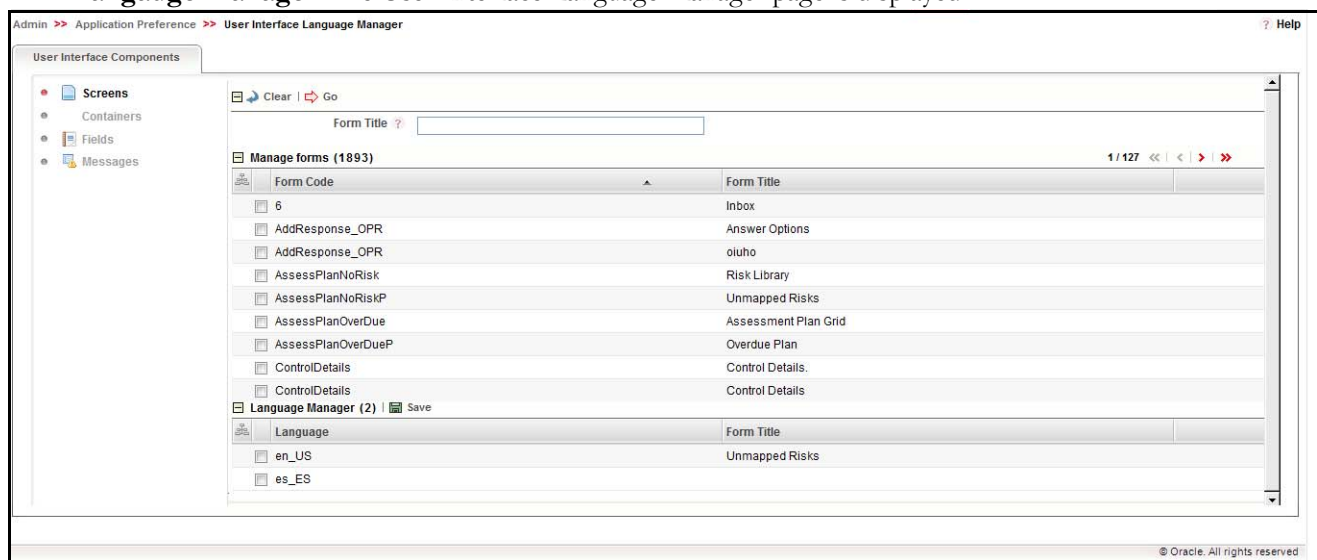 Admin >> Application Preference >> User Interface Language Manager
? Help
User Interface Components
Screens
Containers
Fields
Messages
Clear | Go
Form Title ?
Manage forms (1893)
1 / 127 << | < | > | >>
Form Code Form Title
6 Inbox
AddResponse_OPR Answer Options
AddResponse_OPR oiuho
AssessPlanNoRisk Risk Library
AssessPlanNoRiskP Unmapped Risks
AssessPlanOverDue Assessment Plan Grid
AssessPlanOverDueP Overdue Plan
ControlDetails Control Details.
ControlDetails Control Details
Language Manager (2) | Save
Language Form Title
en_US Unmapped Risks
es_ES
© Oracle. All rights reserved